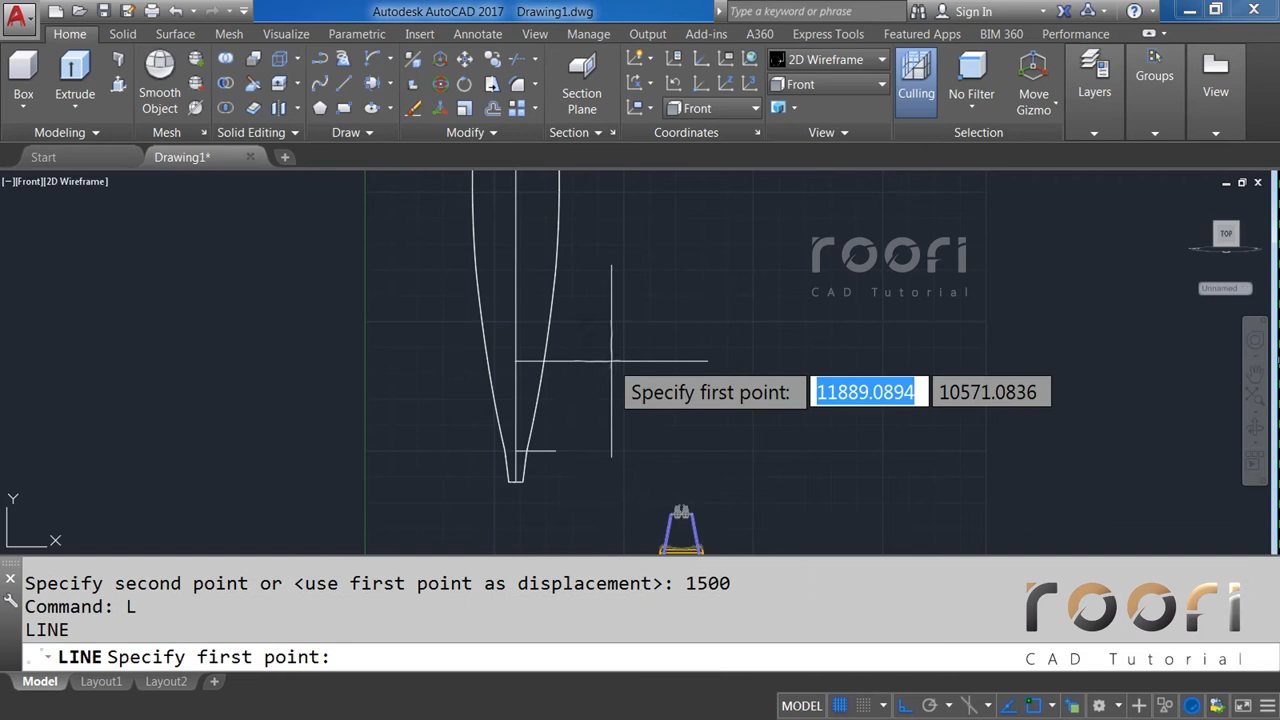 Autodesk AutoCAD 2017 Drawing1.dwg
Type a keyword or phrase
Sign In
Home Solid Surface Mesh Visualize Parametric Insert Annotate View Manage Output Add-ins A360 Express Tools Featured Apps BIM 360 Performance
2D Wireframe
Front
Front
Box
Extrude
Smooth
Object
Section
Plane
Culling
No Filter
Move
Gizmo
Layers
Groups
View
Modeling
Mesh
Solid Editing
Draw
Modify
Section
Coordinates
View
Selection
Start
Drawing1*
[−][Front][2D Wireframe]
TOP
Unnamed
roofi
CAD Tutorial
Specify first point: 11889.0894 10571.0836
Y
X
Specify second point or <use first point as displacement>: 1500
Command: L
LINE
LINE Specify first point:
roofi
CAD Tutorial
Model Layout1 Layout2
MODEL